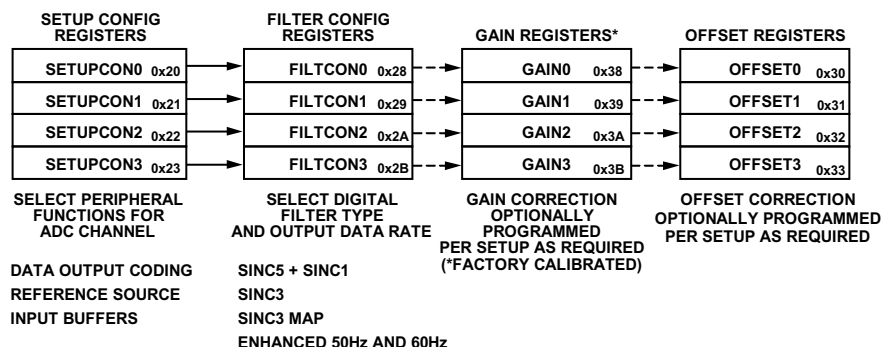 SETUP CONFIG
REGISTERS
FILTER CONFIG
REGISTERS
GAIN REGISTERS*
OFFSET REGISTERS
SETUPCON0 0x20
FILTCON0 0x28
GAIN0 0x38
OFFSET0 0x30
SETUPCON1 0x21
FILTCON1 0x29
GAIN1 0x39
OFFSET1 0x31
SETUPCON2 0x22
FILTCON2 0x2A
GAIN2 0x3A
OFFSET2 0x32
SETUPCON3 0x23
FILTCON3 0x2B
GAIN3 0x3B
OFFSET3 0x33
SELECT PERIPHERAL
FUNCTIONS FOR
ADC CHANNEL
SELECT DIGITAL
FILTER TYPE
AND OUTPUT DATA RATE
GAIN CORRECTION
OPTIONALLY
PROGRAMMED
PER SETUP AS REQUIRED
(*FACTORY CALIBRATED)
OFFSET CORRECTION
OPTIONALLY PROGRAMMED
PER SETUP AS REQUIRED
DATA OUTPUT CODING
REFERENCE SOURCE
INPUT BUFFERS
SINC5 + SINC1
SINC3
SINC3 MAP
ENHANCED 50Hz AND 60Hz